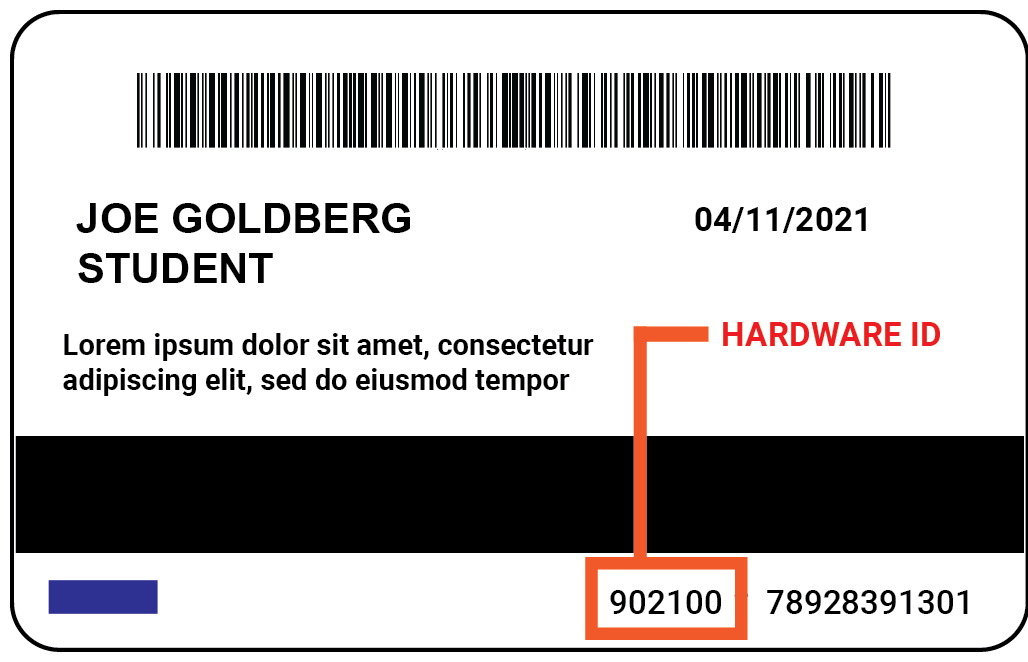 JOE GOLDBERG
STUDENT
04/11/2021
Lorem ipsum dolor sit amet, consectetur
adipiscing elit, sed do eiusmod tempor
HARDWARE ID
902100 78928391301